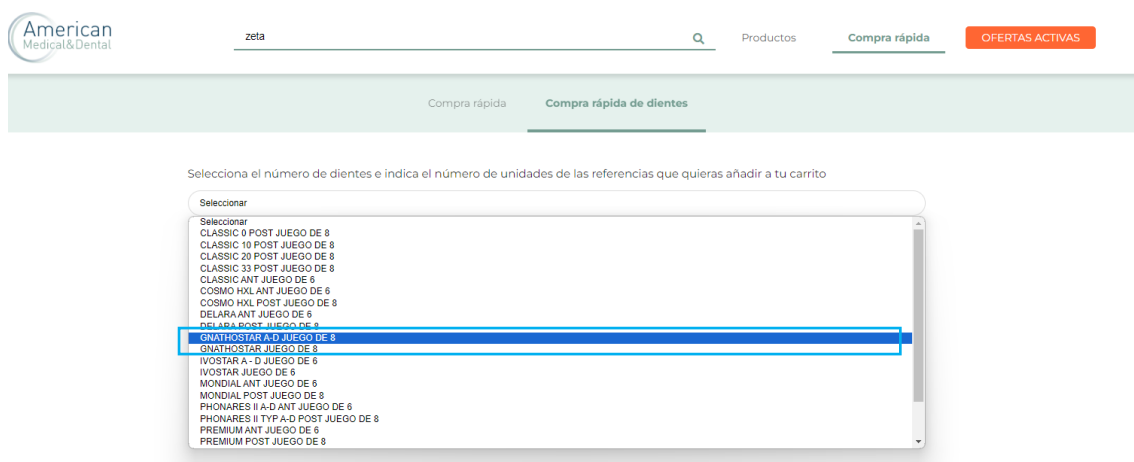 American
Medical&Dental
zeta
Productos
Compra rápida
OFERTAS ACTIVAS
Compra rápida
Compra rápida de dientes
Selecciona el número de dientes e indica el número de unidades de las referencias que quieras añadir a tu carrito
Seleccionar
Seleccionar
CLASSIC 0 POST JUEGO DE 8
CLASSIC 10 POST JUEGO DE 8
CLASSIC 20 POST JUEGO DE 8
CLASSIC 33 POST JUEGO DE 8
CLASSIC ANT JUEGO DE 6
COSMO HXL ANT JUEGO DE 6
COSMO HXL POST JUEGO DE 8
DELARA ANT JUEGO DE 6
DELARA POST JUEGO DE 8
GNATHOSTAR A-D JUEGO DE 8
GNATHOSTAR JUEGO DE 8
IVOSTAR A - D JUEGO DE 6
IVOSTAR JUEGO DE 6
MONDIAL ANT JUEGO DE 6
MONDIAL POST JUEGO DE 8
PHONARES II A-D ANT JUEGO DE 6
PHONARES II TYP A-D POST JUEGO DE 8
PREMIUM ANT JUEGO DE 6
PREMIUM POST JUEGO DE 8